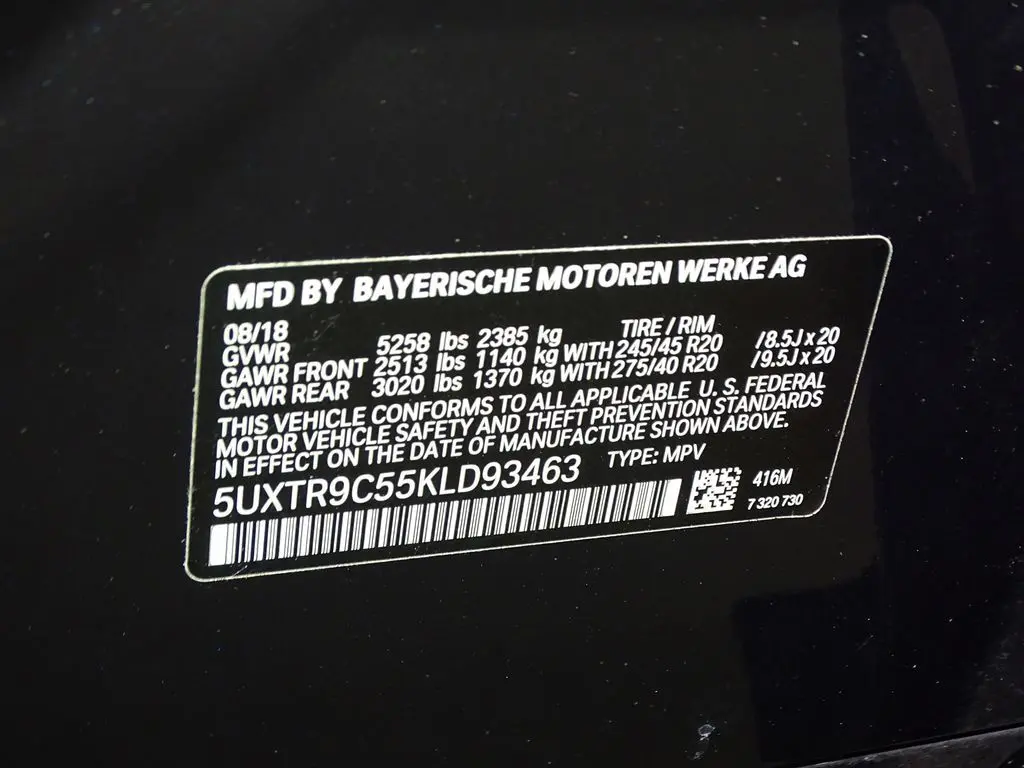 MFD BY BAYERISCHE MOTOREN WERKE AG
08/18 TIRE / RIM
GVWR 5258 lbs 2385 kg
GAWR FRONT 2513 lbs 1140 kg WITH 245/45 R20 /8.5J x 20
GAWR REAR 3020 lbs 1370 kg WITH 275/40 R20 /9.5J x 20
THIS VEHICLE CONFORMS TO ALL APPLICABLE U. S. FEDERAL
MOTOR VEHICLE SAFETY AND THEFT PREVENTION STANDARDS
IN EFFECT ON THE DATE OF MANUFACTURE SHOWN ABOVE.
5UXTR9C55KLD93463 TYPE: MPV
416M
7 320 730